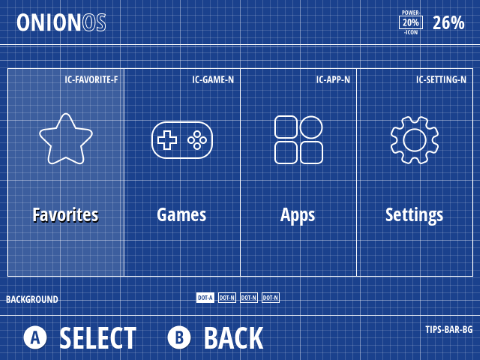 ONIONOS
POWER-
20%
-ICON
26%
IC-FAVORITE-F
IC-GAME-N
IC-APP-N
IC-SETTING-N
Favorites
Games
Apps
Settings
BACKGROUND
DOT-A
DOT-N
DOT-N
DOT-N
A SELECT
B BACK
TIPS-BAR-BG